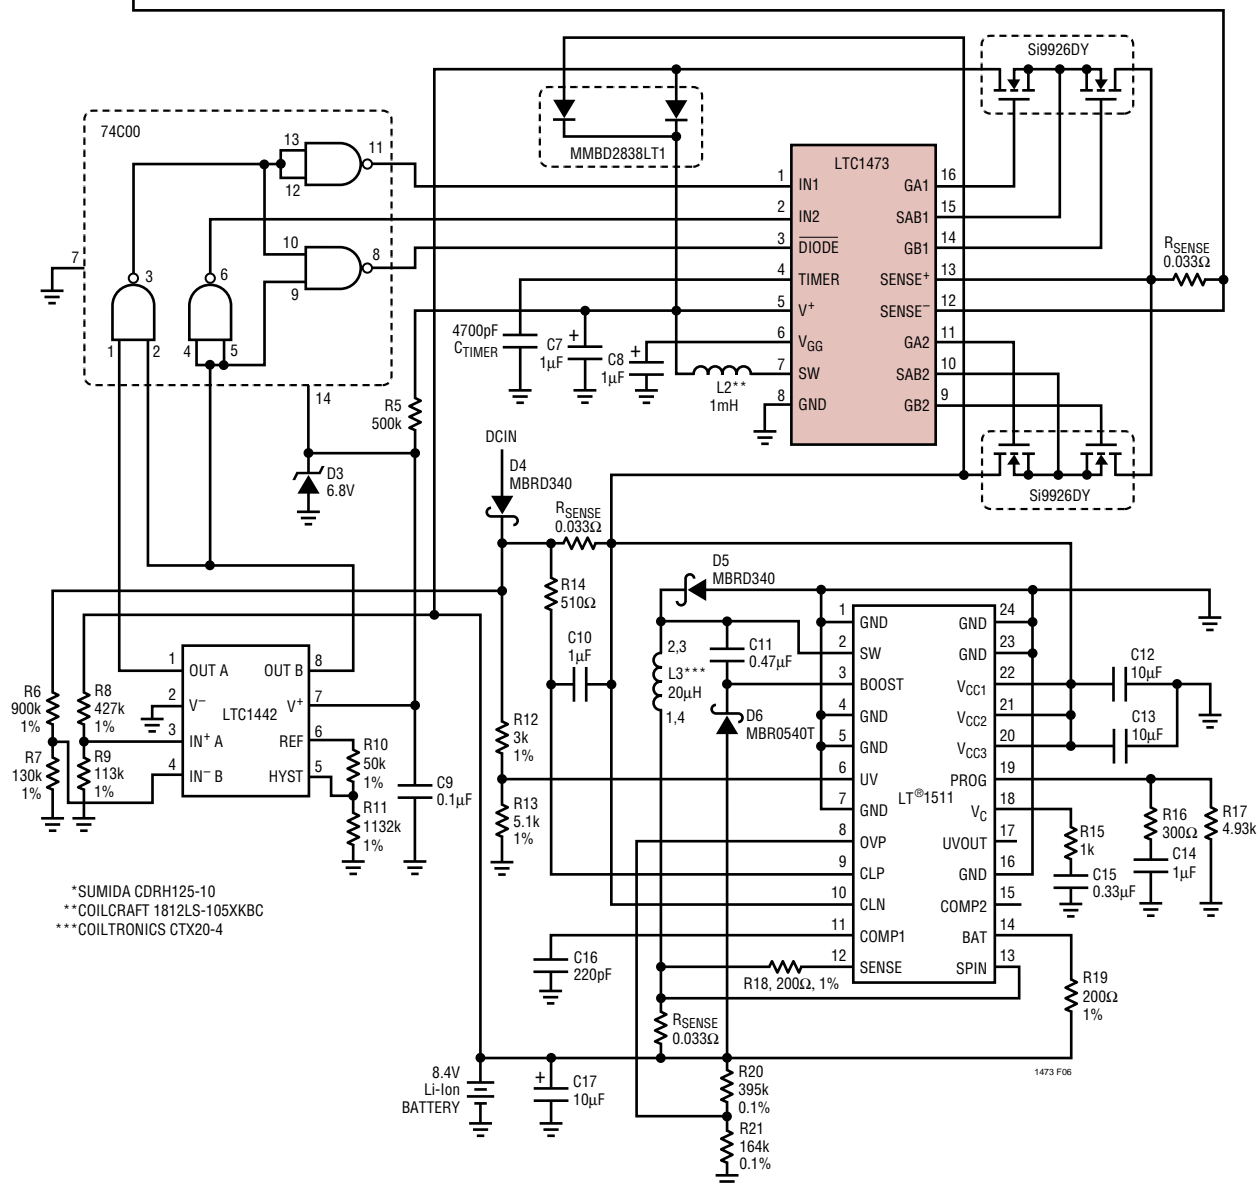 Si9926DY
74C00
13
12
11
10
9
8
7
3
6
1
2
4
5
14
MMBD2838LT1
LTC1473
1 IN1
2 IN2
3 DIODE
4 TIMER
5 V+
6 VGG
7 SW
8 GND
GA1 16
SAB1 15
GB1 14
SENSE+ 13
SENSE– 12
GA2 11
SAB2 10
GB2 9
RSENSE
0.033Ω
4700pF
CTIMER
C7
1µF
+
C8
1µF
+
L2**
1mH
R5
500k
D3
6.8V
DCIN
D4
MBRD340
RSENSE
0.033Ω
Si9926DY
R14
510Ω
C10
1µF
D5
MBRD340
2,3
L3***
20µH
1,4
C11
0.47µF
D6
MBR0540T
LT®1511
1 GND
2 SW
3 BOOST
4 GND
5 GND
6 UV
7 GND
8 OVP
9 CLP
10 CLN
11 COMP1
12 SENSE
GND 24
GND 23
VCC1 22
VCC2 21
VCC3 20
PROG 19
VC 18
UVOUT 17
GND 16
COMP2 15
BAT 14
SPIN 13
C12
10µF
C13
10µF
R15
1k
C15
0.33µF
R16
300Ω
C14
1µF
R17
4.93k
R6
900k
1%
R8
427k
1%
R7
130k
1%
R9
113k
1%
LTC1442
1 OUT A
2 V–
3 IN+ A
4 IN– B
OUT B 8
V+ 7
REF 6
HYST 5
R10
50k
1%
R11
1132k
1%
C9
0.1µF
R12
3k
1%
R13
5.1k
1%
*SUMIDA CDRH125-10
**COILCRAFT 1812LS-105XKBC
***COILTRONICS CTX20-4
C16
220pF
R18, 200Ω, 1%
RSENSE
0.033Ω
R19
200Ω
1%
8.4V
Li-Ion
BATTERY
+
C17
10µF
R20
395k
0.1%
R21
164k
0.1%
1473 F06